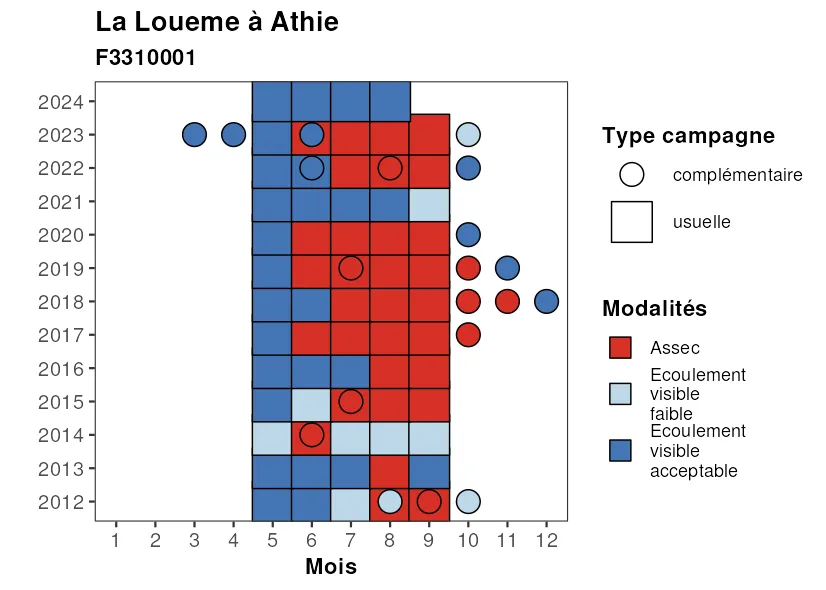 La Loueme à Athie
F3310001
2024
2023
2022
2021
2020
2019
2018
2017
2016
2015
2014
2013
2012
1 2 3 4 5 6 7 8 9 10 11 12
Mois
Type campagne
complémentaire
usuelle
Modalités
Assec
Ecoulement
visible
faible
Ecoulement
visible
acceptable